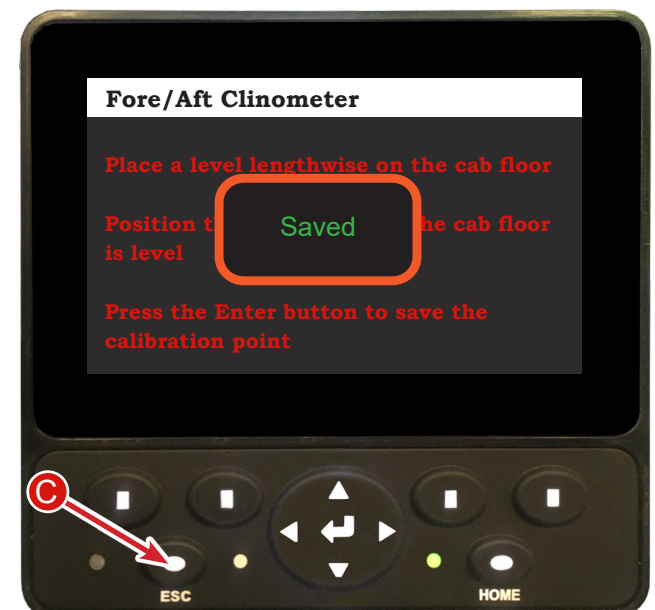 Fore/Aft Clinometer
Place a level lengthwise on the cab floor
Position t he cab floor
Saved
is level
Press the Enter button to save the
calibration point
C
ESC
HOME